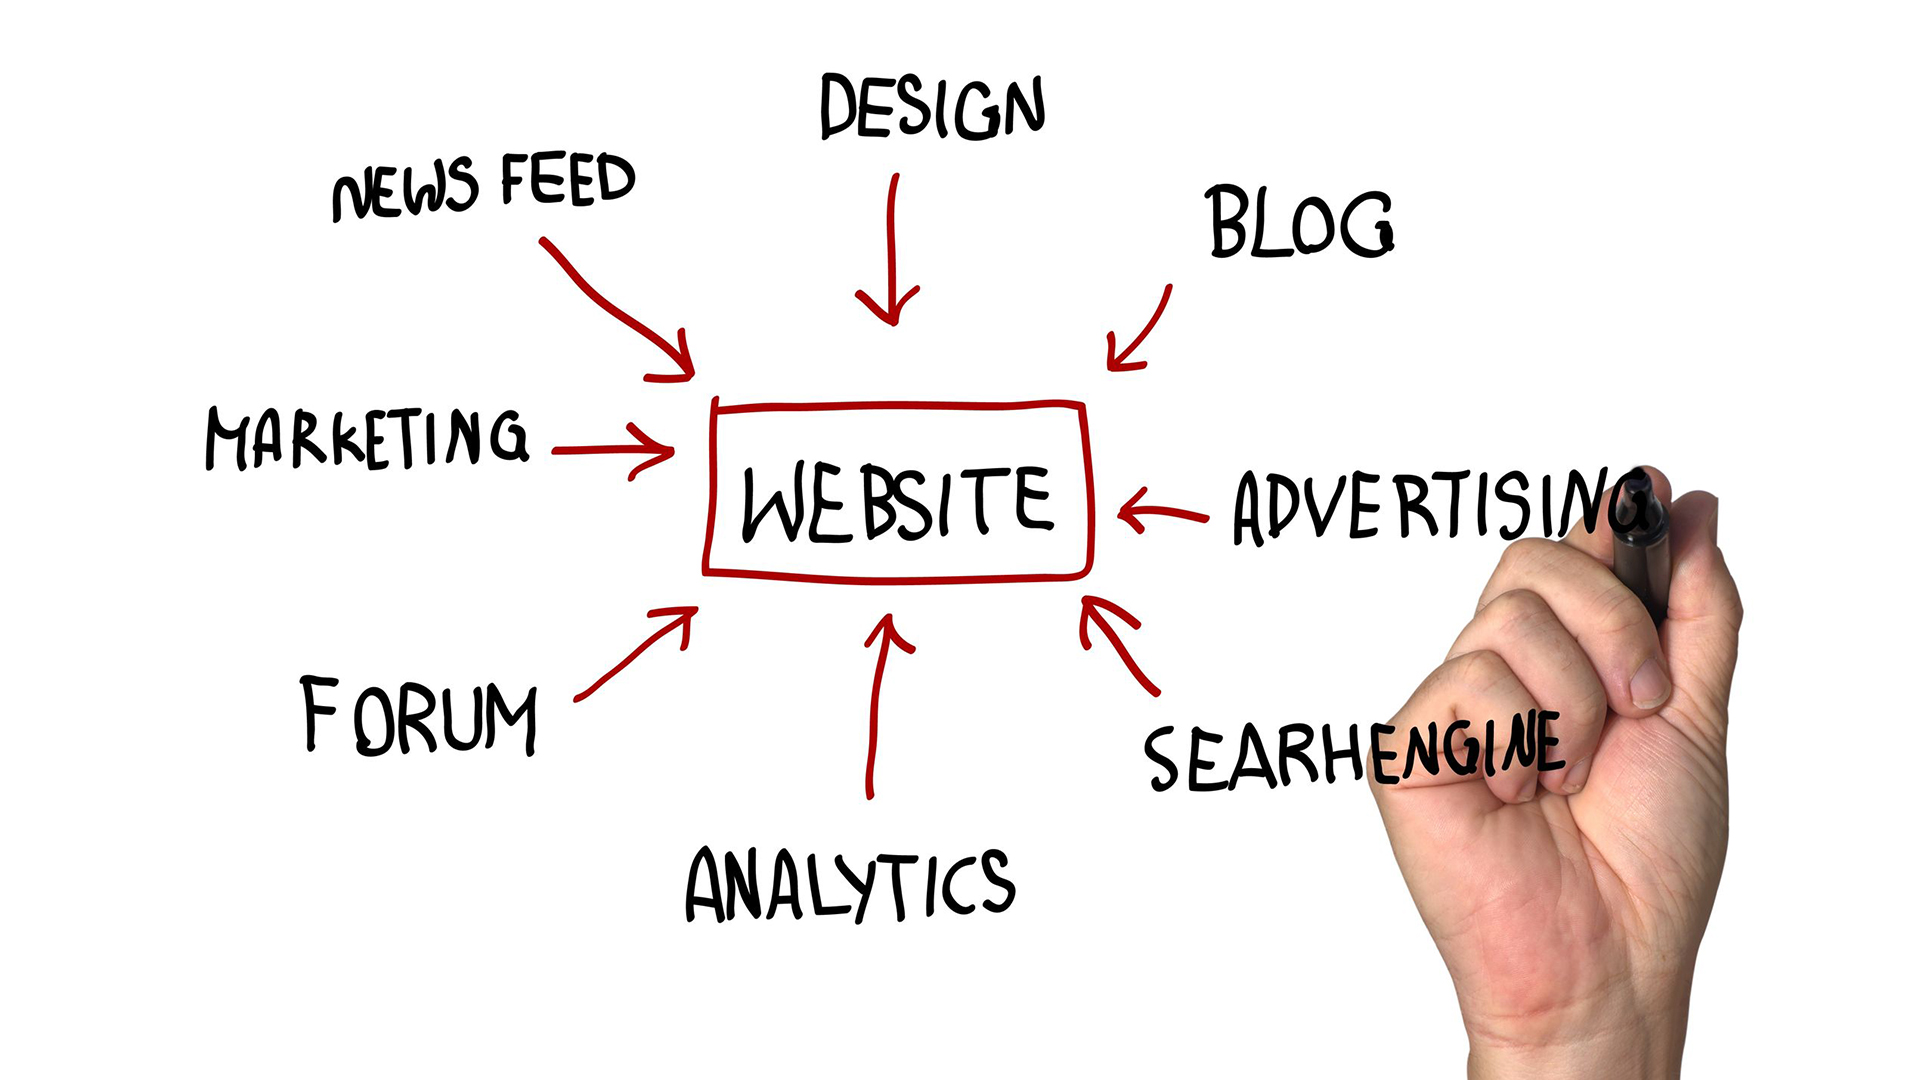 DESIGN
NEWS FEED
BLOG
MARKETING
WEBSITE
ADVERTISING
FORUM
SEARHENGINE
ANALYTICS